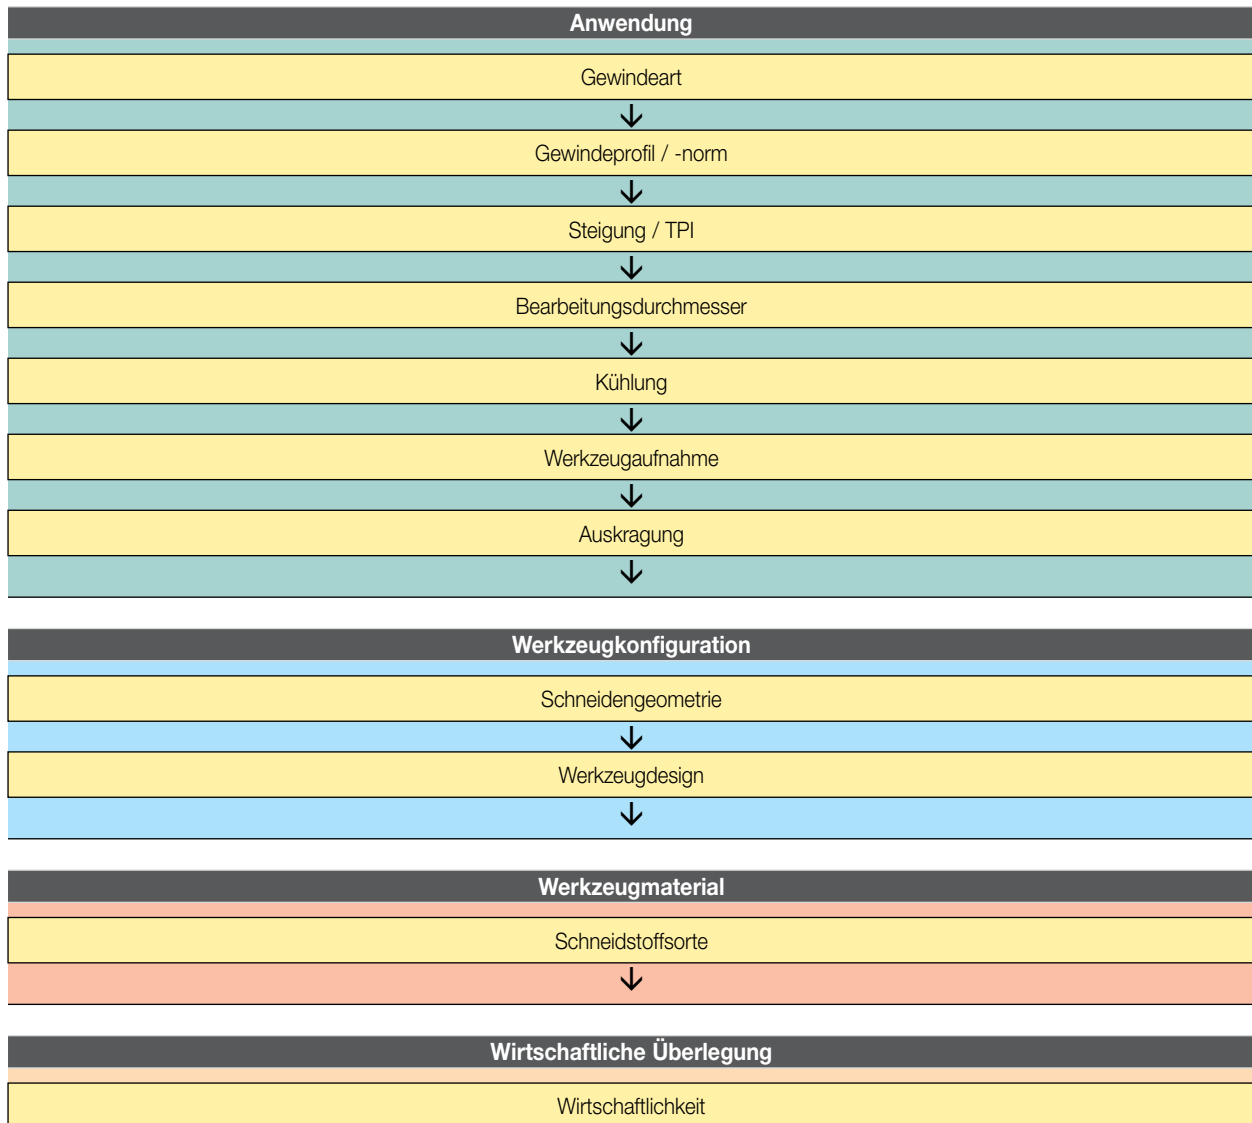 Anwendung
Gewindeart
Gewindeprofil / -norm
Steigung / TPI
Bearbeitungsdurchmesser
Kühlung
Werkzeugaufnahme
Auskragung
Werkzeugkonfiguration
Schneidengeometrie
Werkzeugdesign
Werkzeugmaterial
Schneidstoffsorte
Wirtschaftliche Überlegung
Wirtschaftlichkeit